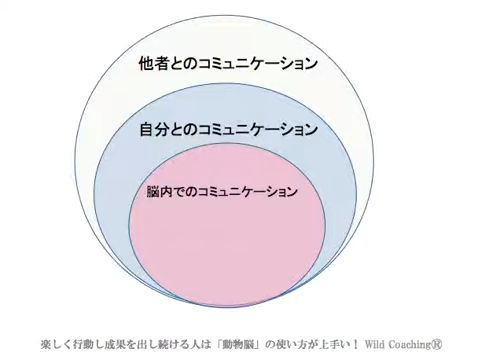 他者とのコミュニケーション
自分とのコミュニケーション
脳内でのコミュニケーション
楽しく行動し成果を出し続ける人は「動物脳」の使い方が上手い! Wild Coaching®